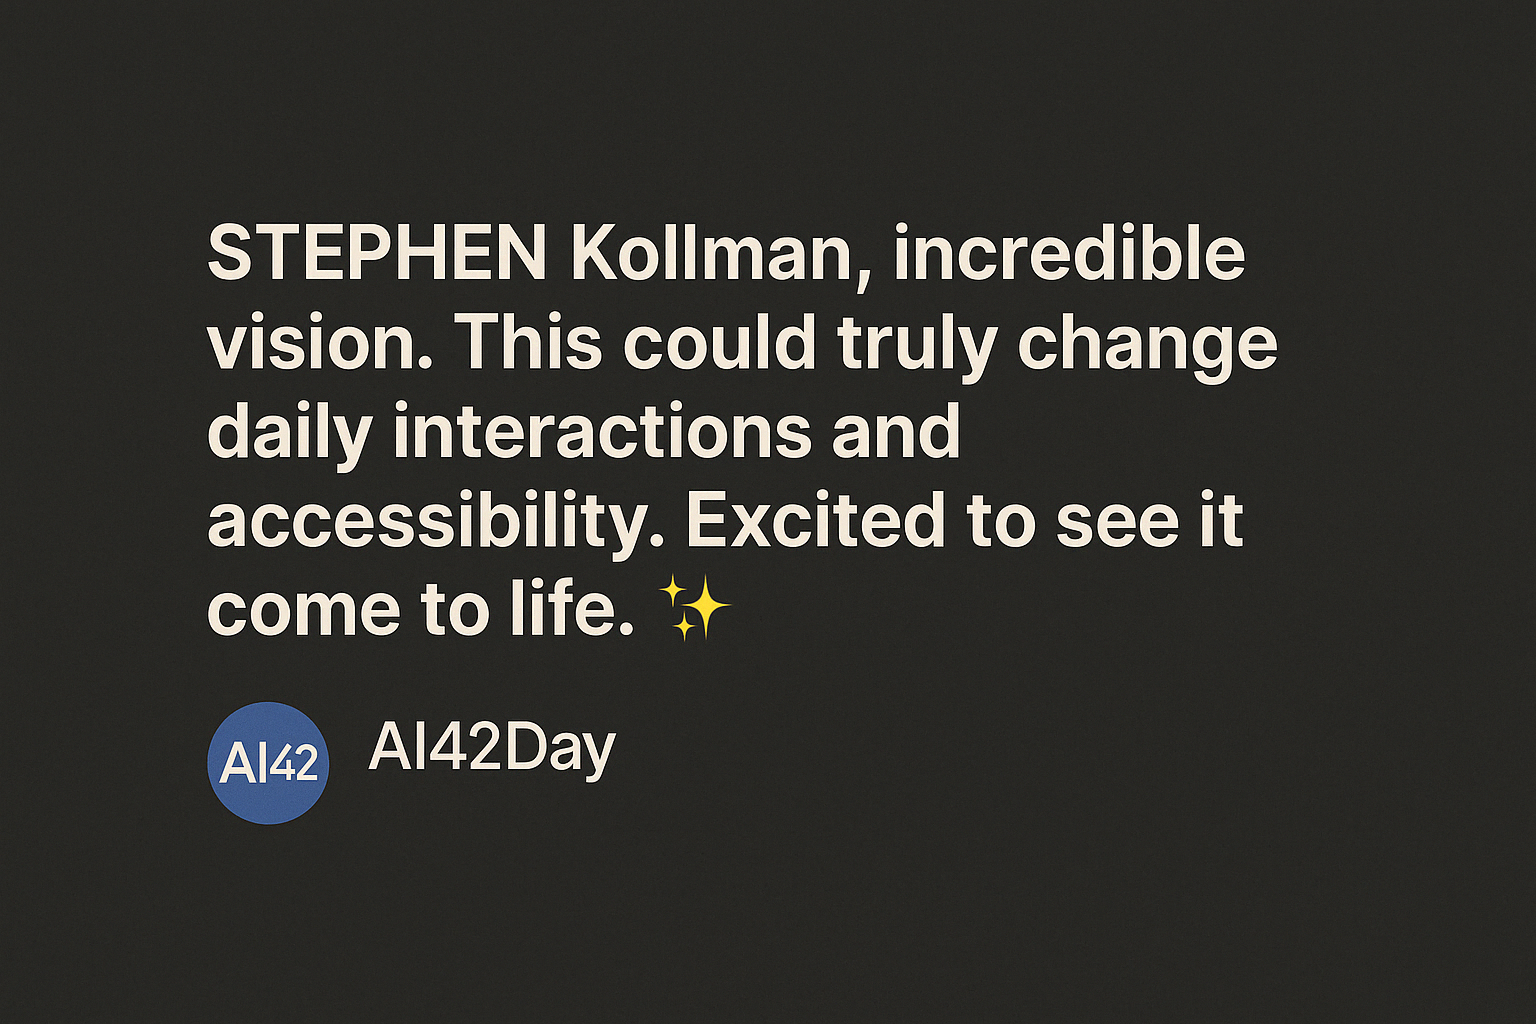 STEPHEN Kollman, incredible
vision. This could truly change
daily interactions and
accessibility. Excited to see it
come to life. ✨
AI42
AI42Day